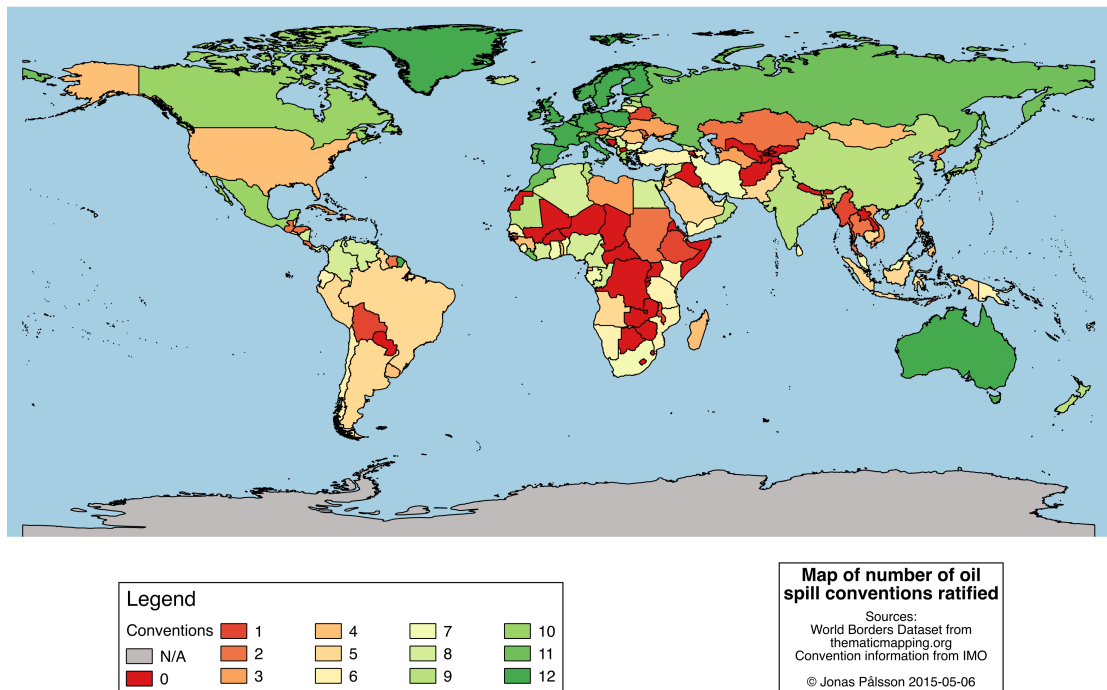 Legend
Conventions
N/A
0
1
2
3
4
5
6
7
8
9
10
11
12
Map of number of oil
spill conventions ratified
Sources:
World Borders Dataset from
thematicmapping.org
Convention information from IMO
© Jonas Pålsson 2015-05-06